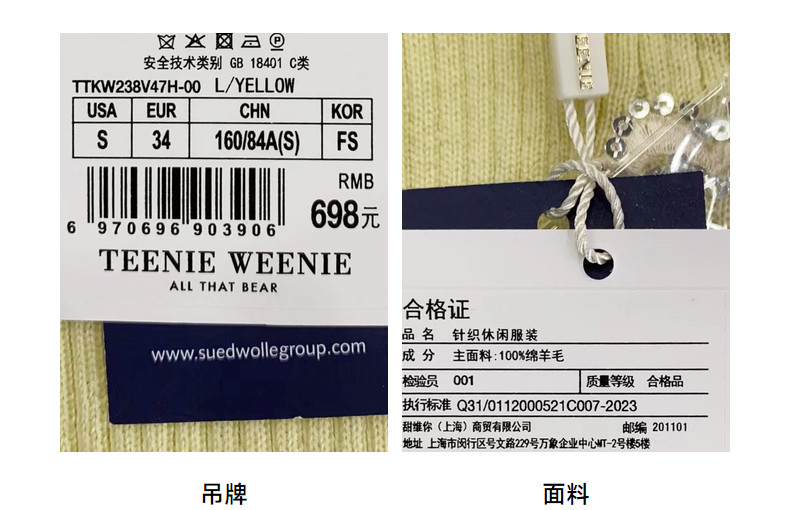 安全技术类别 GB 18401 C类
TTKW238V47H-00 L/YELLOW
USA EUR CHN KOR
S 34 160/84A(S) FS
RMB
698元
6 970696 903906
TEENIE WEENIE
ALL THAT BEAR
www.suedwollegroup.com
EENIE
合格证
品 名 针织休闲服装
成 分 主面料:100%绵羊毛
检验员 001 质量等级 合格品
执行标准 Q31/0112000521C007-2023
甜维你（上海）商贸有限公司 邮编 201101
地址 上海市闵行区号文路229号万象企业中心MT-2号楼5楼
吊牌
面料